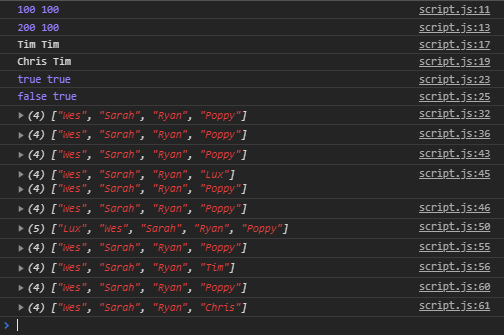 100 100 script.js:11
200 100 script.js:13
Tim Tim script.js:17
Chris Tim script.js:19
true true script.js:23
false true script.js:25
▶ (4) ["Wes", "Sarah", "Ryan", "Poppy"] script.js:32
▶ (4) ["Wes", "Sarah", "Ryan", "Poppy"] script.js:36
▶ (4) ["Wes", "Sarah", "Ryan", "Poppy"] script.js:43
▶ (4) ["Wes", "Sarah", "Ryan", "Lux"] script.js:45
▶ (4) ["Wes", "Sarah", "Ryan", "Poppy"]
▶ (4) ["Wes", "Sarah", "Ryan", "Poppy"] script.js:46
▶ (5) ["Lux", "Wes", "Sarah", "Ryan", "Poppy"] script.js:50
▶ (4) ["Wes", "Sarah", "Ryan", "Poppy"] script.js:55
▶ (4) ["Wes", "Sarah", "Ryan", "Tim"] script.js:56
▶ (4) ["Wes", "Sarah", "Ryan", "Poppy"] script.js:60
▶ (4) ["Wes", "Sarah", "Ryan", "Chris"] script.js:61
>